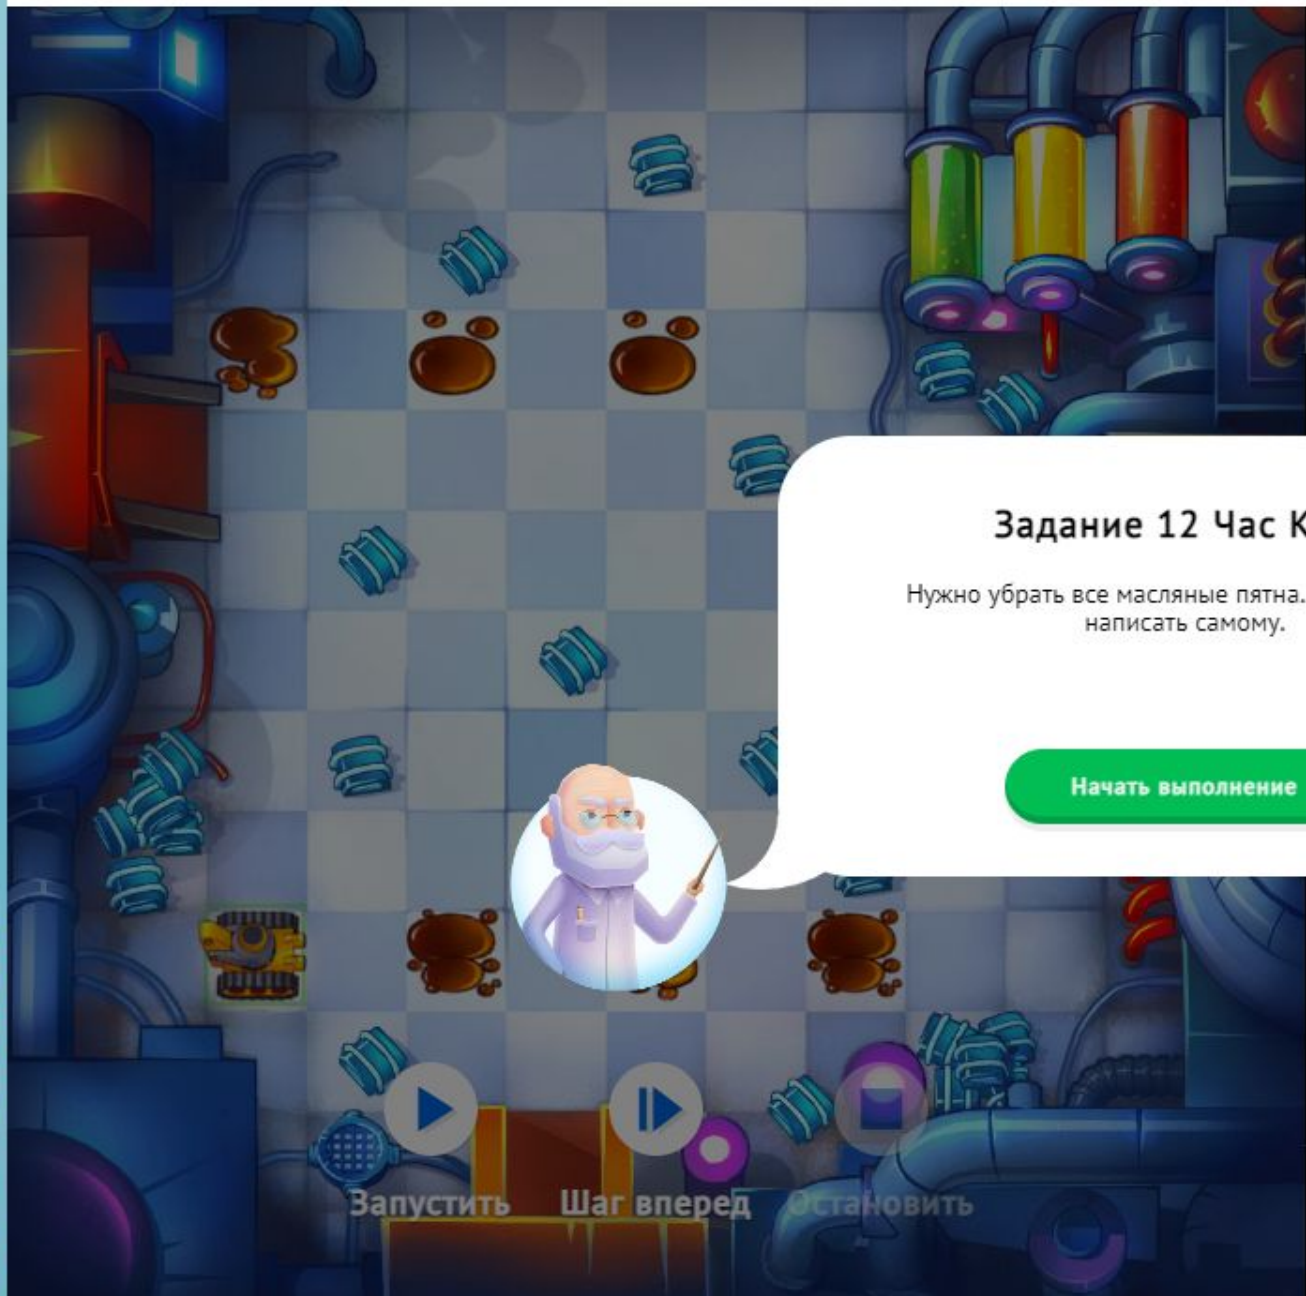 Задание 12 Час К
Нужно убрать все масляные пятна.
написать самому.
Начать выполнение
Запустить
Шаг вперед
Остановить